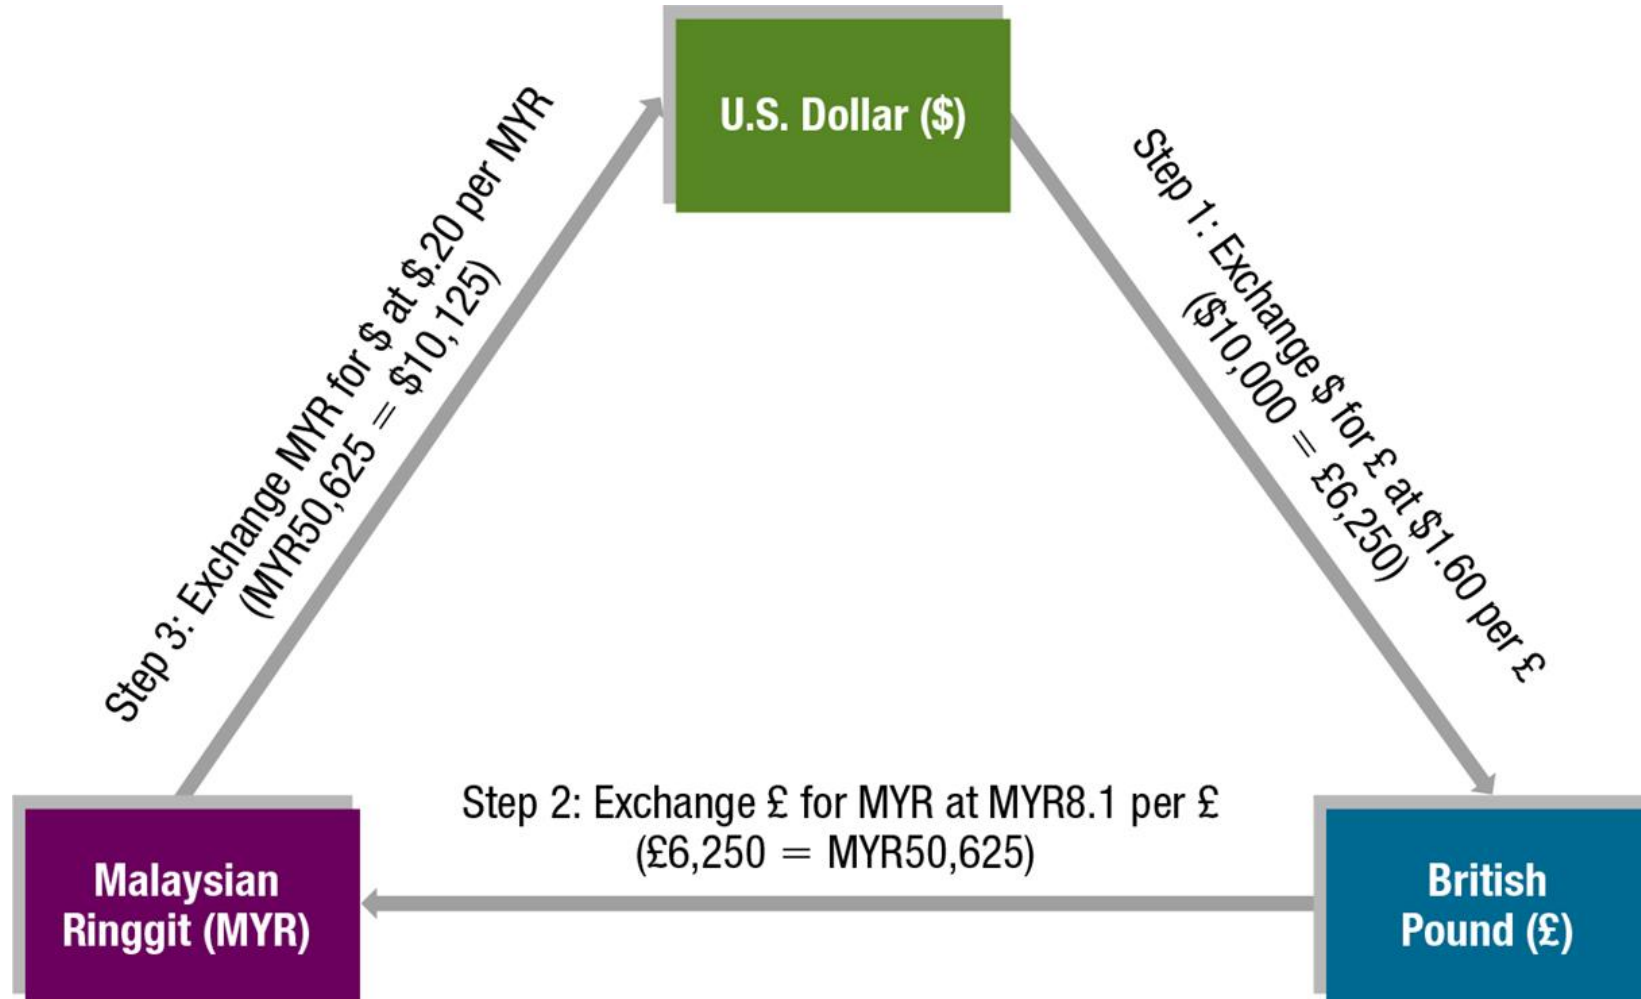 U.S. Dollar ($)
Step 1: Exchange $ for £ at $1.60 per £
($10,000 = £6,250)
Step 3: Exchange MYR for $ at $.20 per MYR
(MYR50,625 = $10,125)
Step 2: Exchange £ for MYR at MYR8.1 per £
(£6,250 = MYR50,625)
Malaysian
Ringgit (MYR)
British
Pound (£)